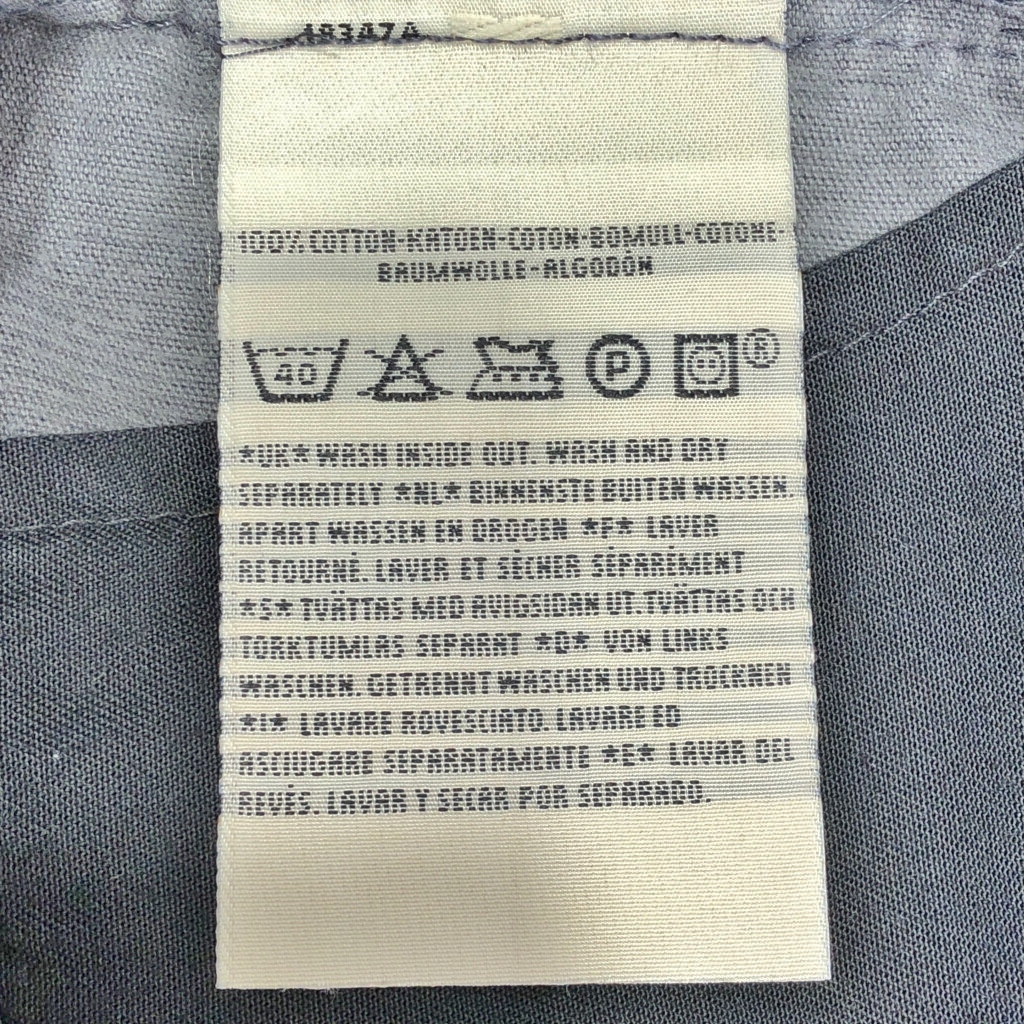 18347A
100% COTTON-KATOEN-COTON-BOMULL-COTONE-
BAUMWOLLE-ALGODÓN
40 P ®
*UK* WASH INSIDE OUT. WASH AND DRY
SEPARATELY *NL* BINNENSTE BUITEN WASSEN.
APART WASSEN EN DROGEN *F* LAVER
RETOURNÉ. LAVER ET SÉCHER SÉPARÉMENT
*S* TVÄTTAS MED AVIGSIDAN UT. TVÄTTAS OCH
TORKTUMLAS SEPARAT *D* VON LINKS
WASCHEN. GETRENNT WASCHEN UND TROCKNEN
*I* LAVARE ROVESCIATO. LAVARE ED
ASCIUGARE SEPARATAMENTE *E* LAVAR DEL
REVÉS. LAVAR Y SECAR POR SEPARADO.